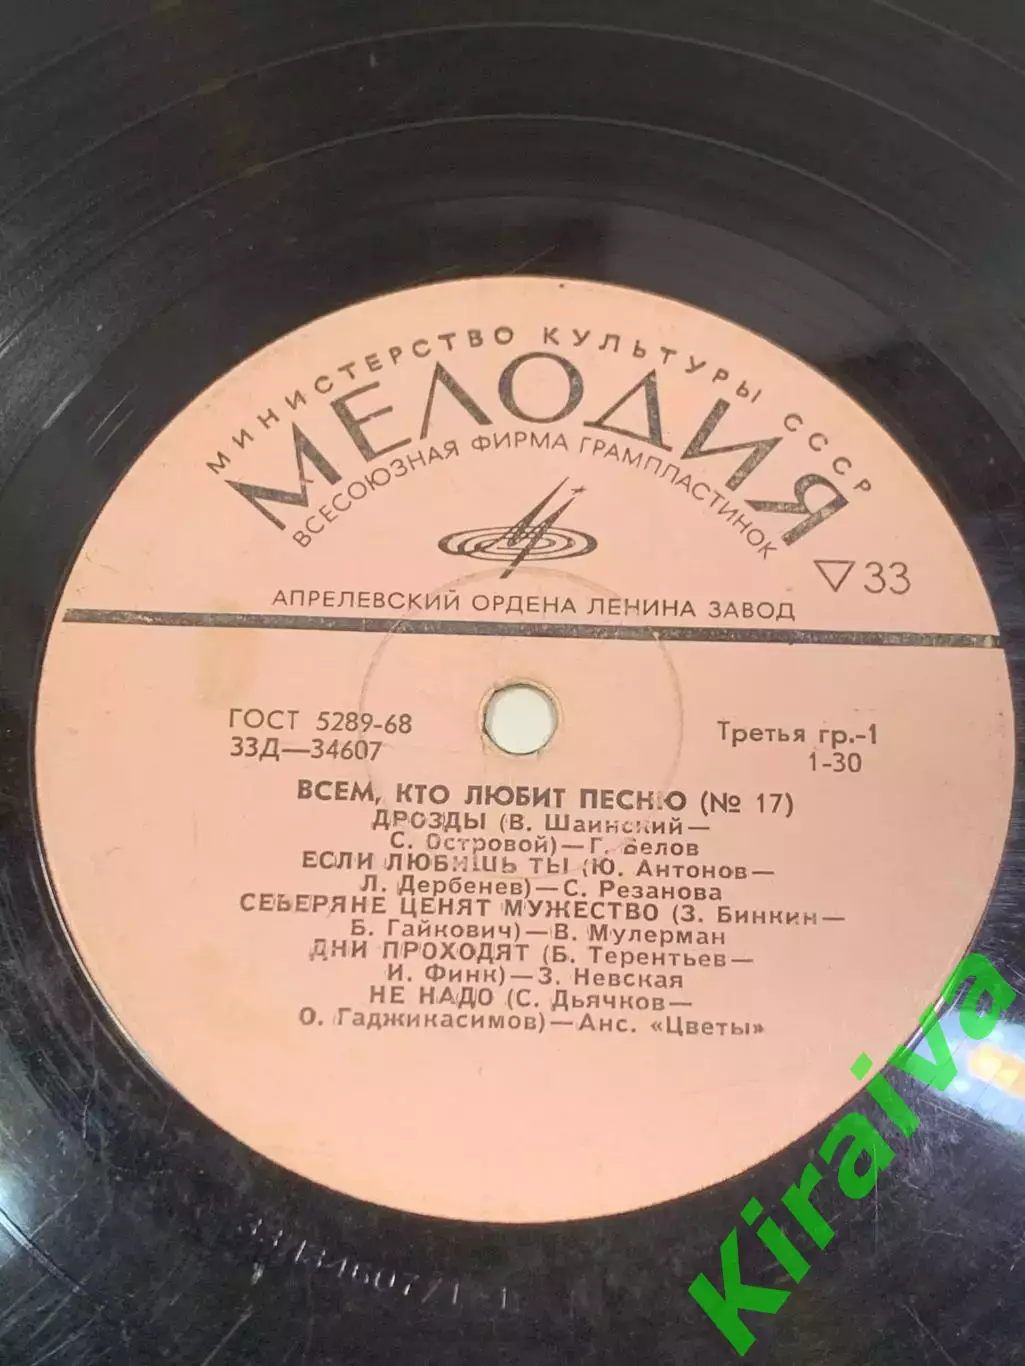 МИНИСТЕРСТВО КУЛЬТУРЫ СССР
МЕЛОДИЯ
ВСЕСОЮЗНАЯ ФИРМА ГРАМПЛАСТИНОК
▽33
АПРЕЛЕВСКИЙ ОРДЕНА ЛЕНИНА ЗАВОД
ГОСТ 5289-68
Третья гр.-1
33Д—34607
1-30
ВСЕМ, КТО ЛЮБИТ ПЕСНЮ (№ 17)
ДРОЗДЫ (В. Шаинский—
С. Островой)—Г. Белов
ЕСЛИ ЛЮБИШЬ ТЫ (Ю. Антонов—
Л. Дербенев)—С. Резанова
СЕВЕРЯНЕ ЦЕНЯТ МУЖЕСТВО (З. Бинкин—
Б. Гайкович)—В. Мулерман
ДНИ ПРОХОДЯТ (Б. Терентьев—
И. Финк)—З. Невская
НЕ НАДО (С. Дьячков—
О. Гаджикасимов)—Анс. «Цветы»
Kiraiva